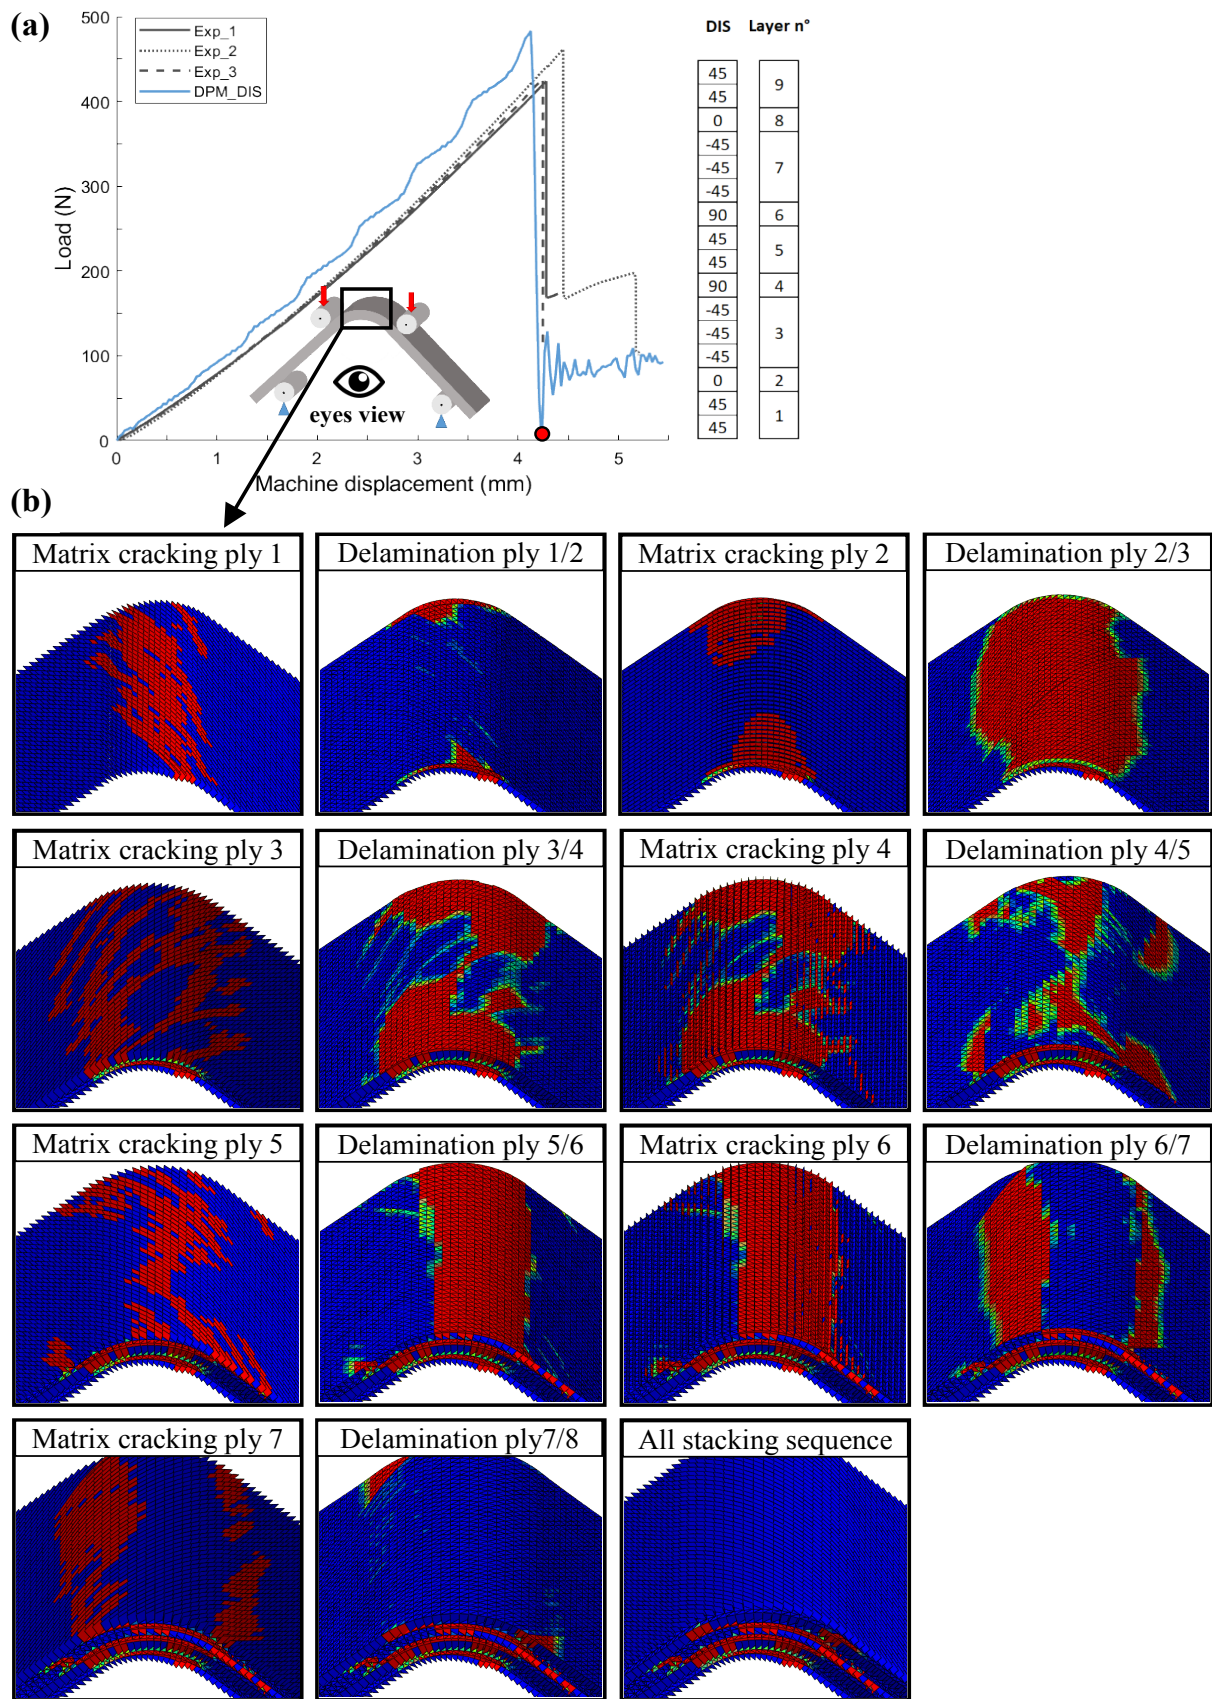 (a)
500
400
300
200
100
0
Load (N)
Exp_1
Exp_2
Exp_3
DPM_DIS
eyes view
0 1 2 3 4 5
Machine displacement (mm)
DIS Layer n°
45
45
9
0 8
-45
-45
-45
7
90 6
45
45
5
90 4
-45
-45
-45
3
0 2
45
45
1
(b)
Matrix cracking ply 1
Delamination ply 1/2
Matrix cracking ply 2
Delamination ply 2/3
Matrix cracking ply 3
Delamination ply 3/4
Matrix cracking ply 4
Delamination ply 4/5
Matrix cracking ply 5
Delamination ply 5/6
Matrix cracking ply 6
Delamination ply 6/7
Matrix cracking ply 7
Delamination ply7/8
All stacking sequence